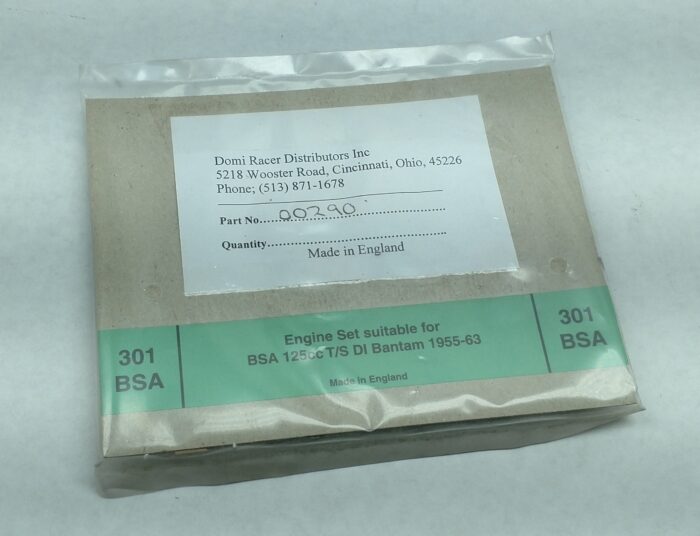 Domi Racer Distributors Inc
5218 Wooster Road, Cincinnati, Ohio, 45226
Phone; (513) 871-1678
Part No....00290....
Quantity....
Made in England
301
BSA
Engine Set suitable for
BSA 125cc T/S DI Bantam 1955-63
Made in England
301
BSA